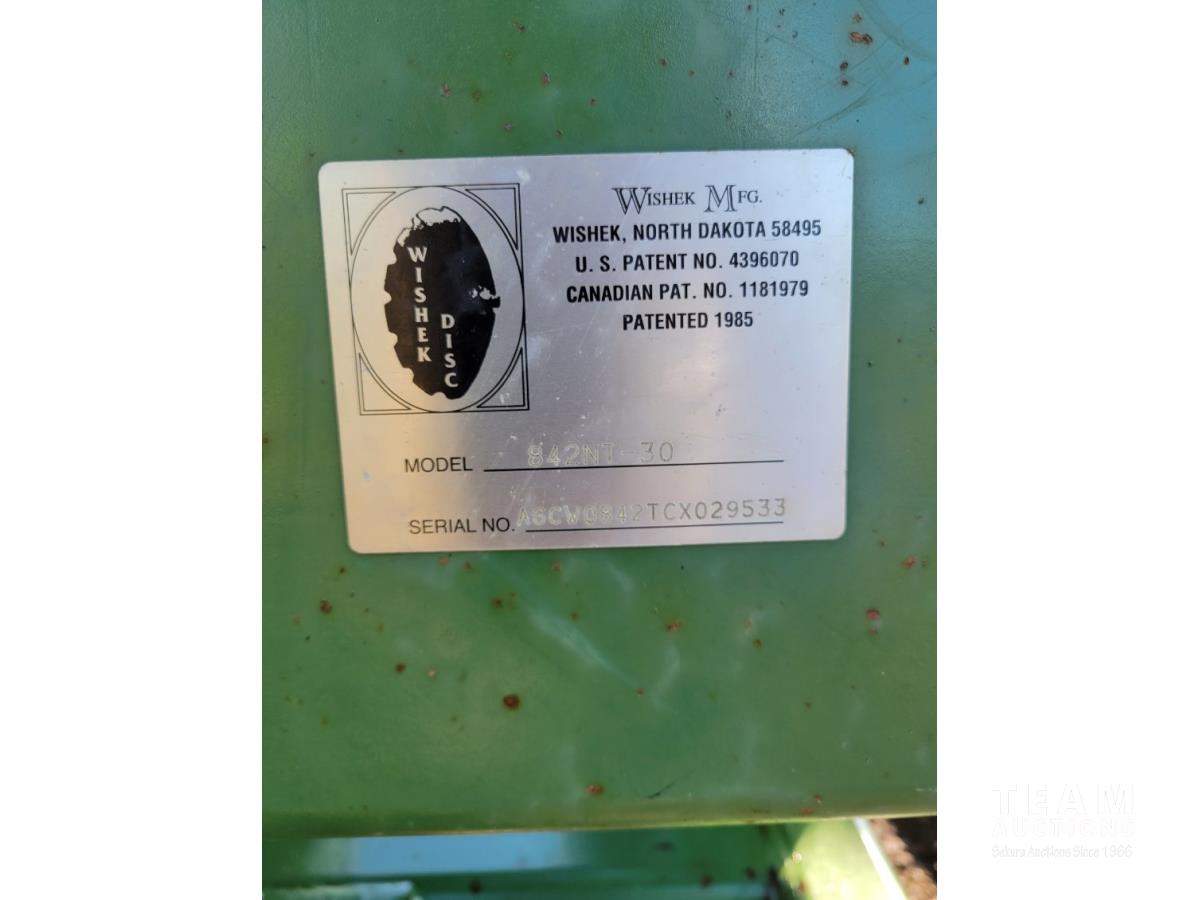 WISHEK
DISC
WISHEK MFG.
WISHEK, NORTH DAKOTA 58495
U. S. PATENT NO. 4396070
CANADIAN PAT. NO. 1181979
PATENTED 1985
MODEL 842NT-30
SERIAL NO. A6CW0842TCX029533
TEAM
AUCTIONS
Sekura Auctions Since 1966